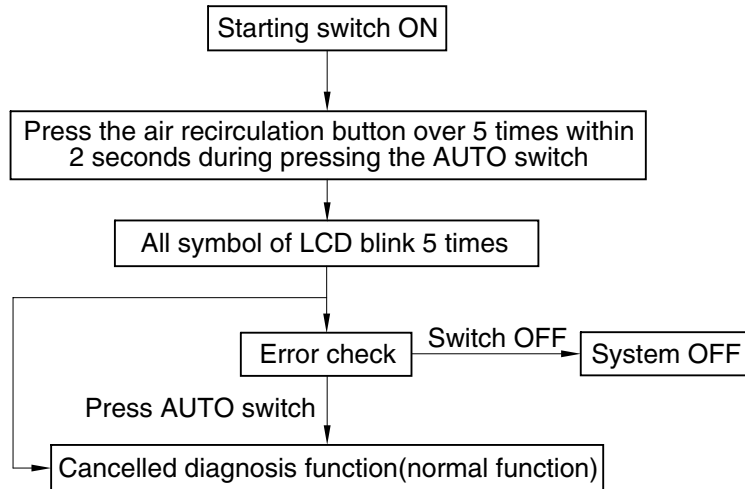 Starting switch ON
Press the air recirculation button over 5 times within
2 seconds during pressing the AUTO switch
All symbol of LCD blink 5 times
Error check
Switch OFF
System OFF
Press AUTO switch
Cancelled diagnosis function(normal function)